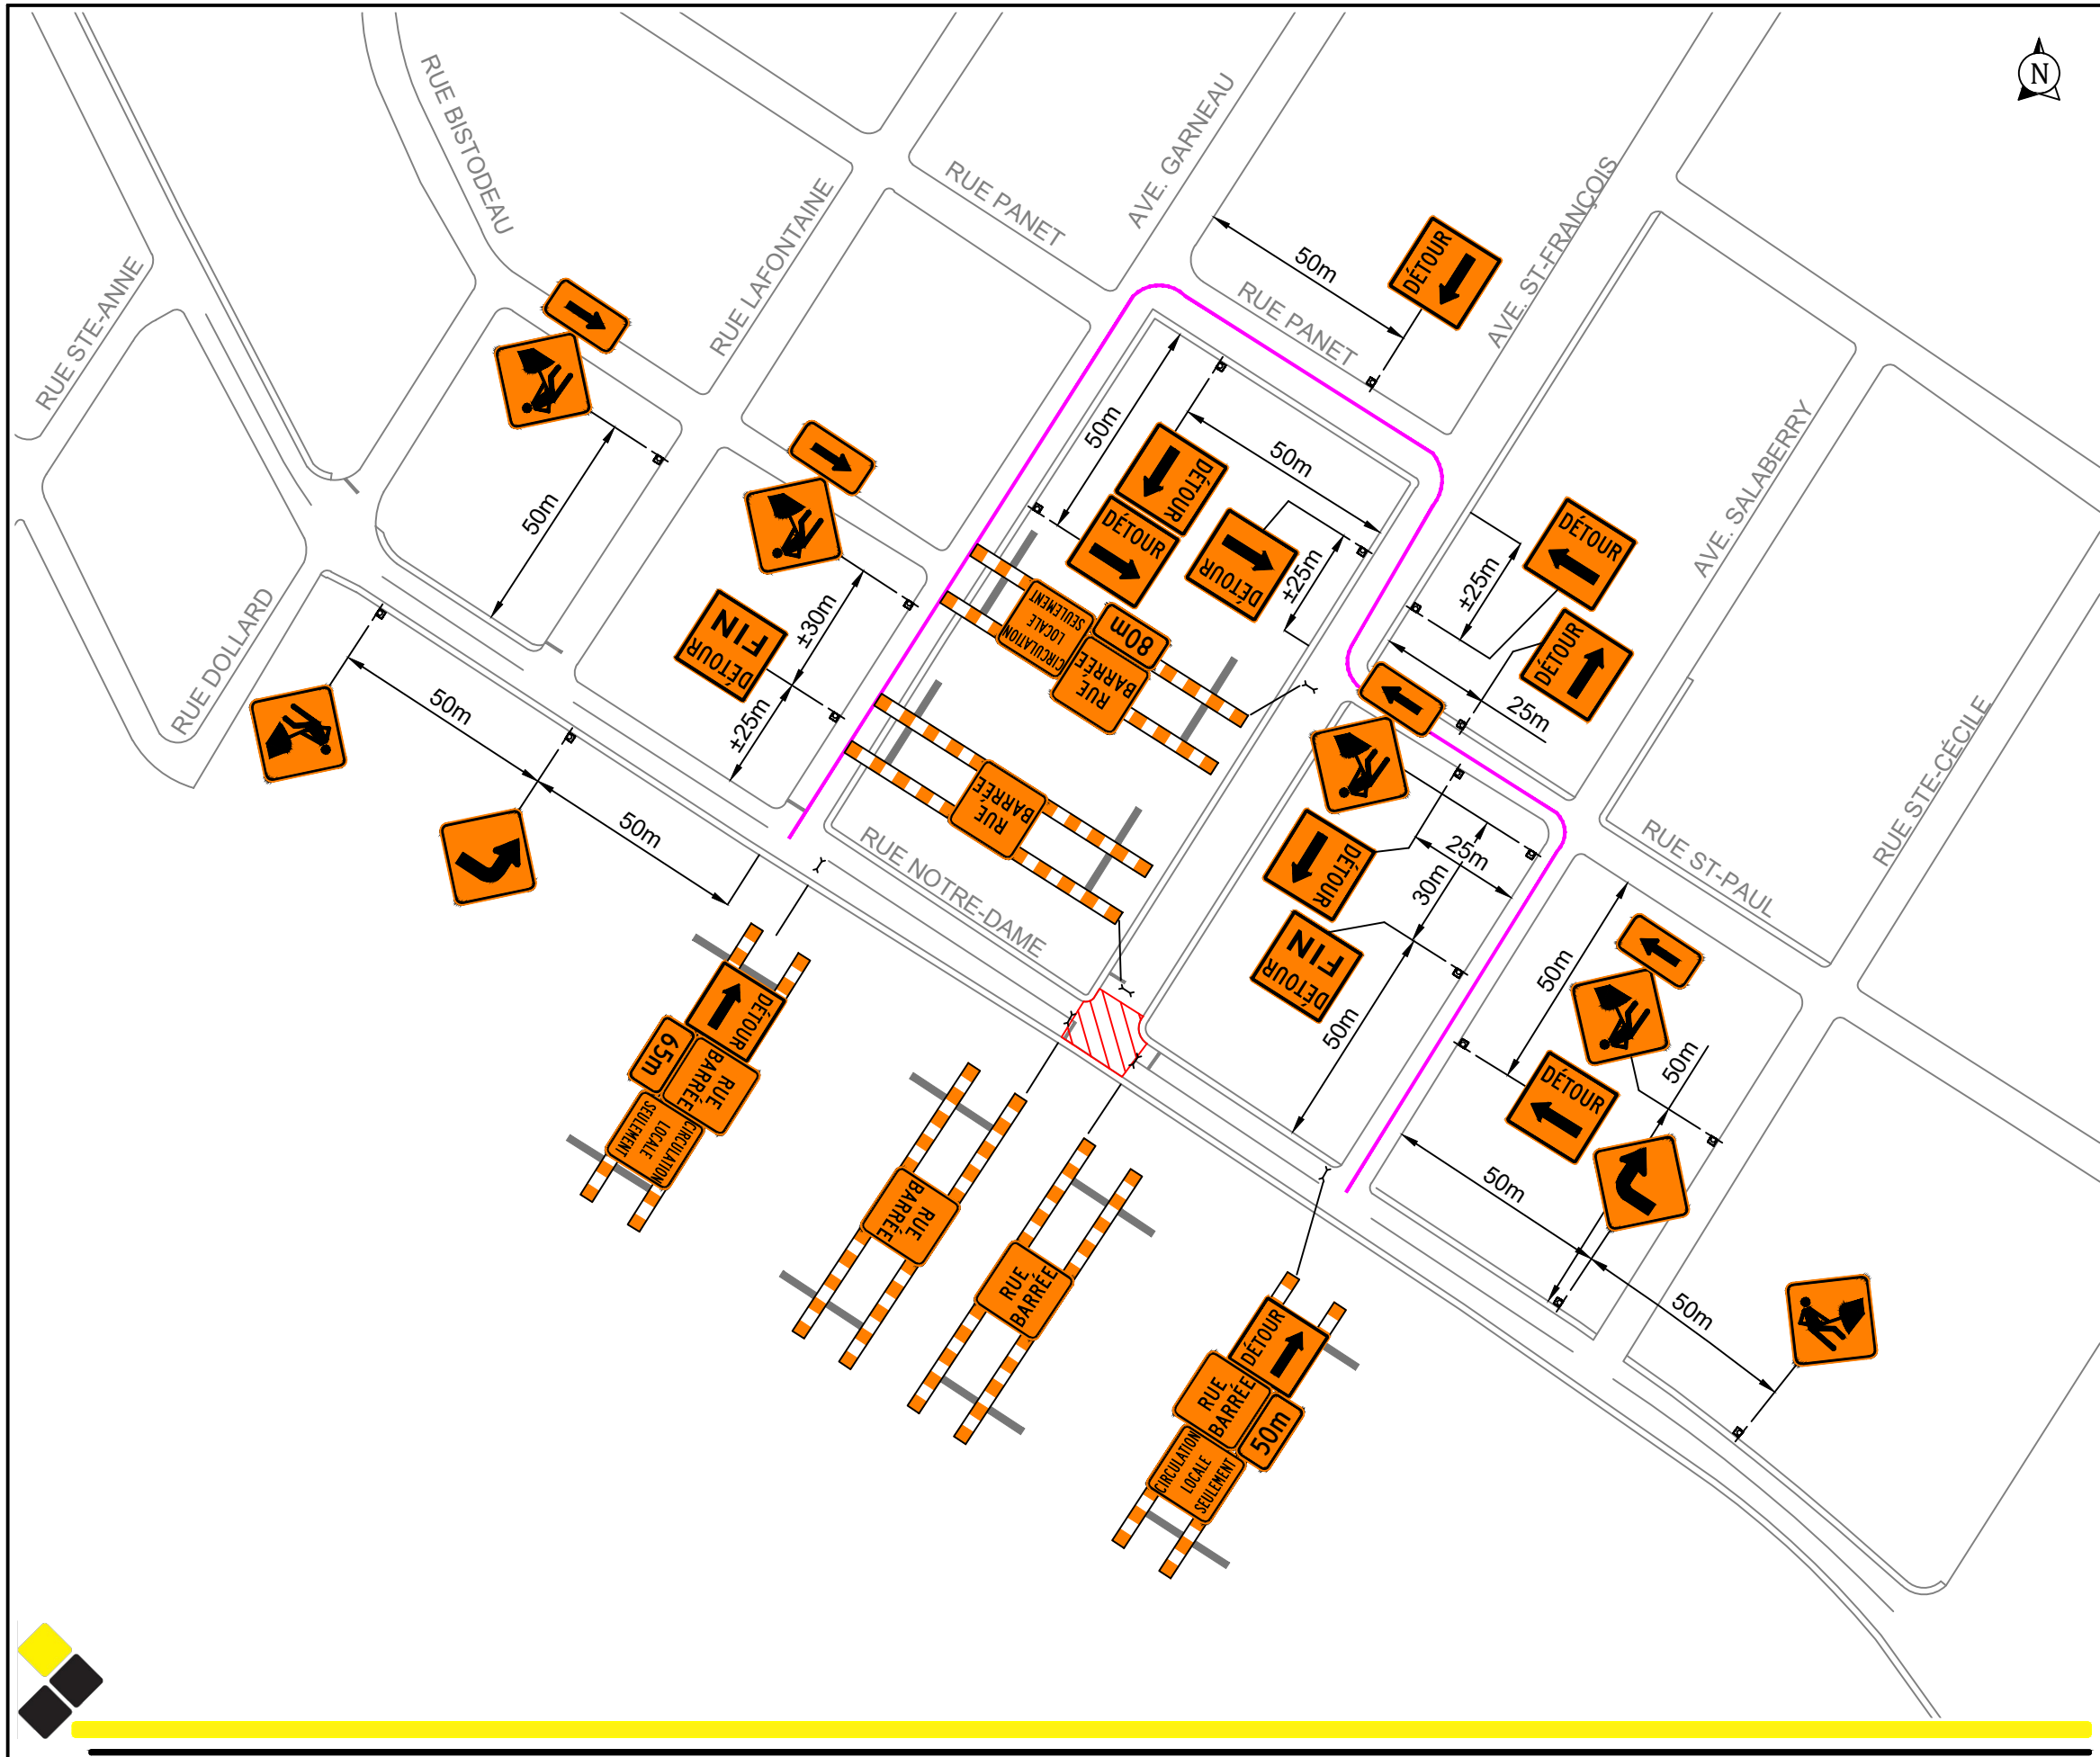 N
RUE BISTODEAU
AVE. GARNEAU
RUE PANET
AVE. ST-FRANÇOIS
RUE LAFONTAINE
RUE STE-ANNE
50m
DÉTOUR
RUE PANET
50m
50m
50m
DÉTOUR
DÉTOUR
DÉTOUR
±25m
AVE. SALABERRY
DÉTOUR
±25m
DÉTOUR
25m
RUE DOLLARD
±30m
FIN
DÉTOUR
±25m
CIRCULATION
LOCALE
SEULEMENT
80m
RUE
BARRÉE
50m
50m
RUE
BARRÉE
RUE NOTRE-DAME
RUE STE-CÉCILE
RUE ST-PAUL
25m
30m
DÉTOUR
FIN
DÉTOUR
50m
50m
DÉTOUR
50m
50m
50m
DÉTOUR
65m
RUE
BARRÉE
CIRCULATION
LOCALE
SEULEMENT
RUE
BARRÉE
RUE
BARRÉE
DÉTOUR
RUE
BARRÉE
50m
CIRCULATION
LOCALE
SEULEMENT